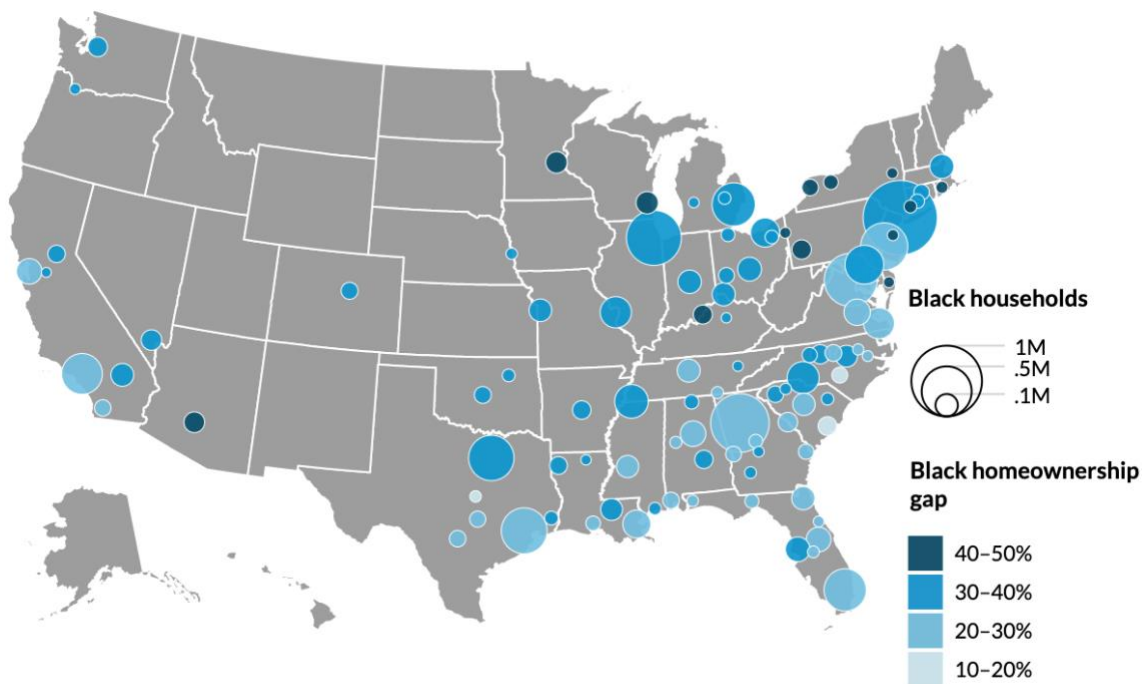 Black households
1M
.5M
.1M
Black homeownership
gap
40–50%
30–40%
20–30%
10–20%